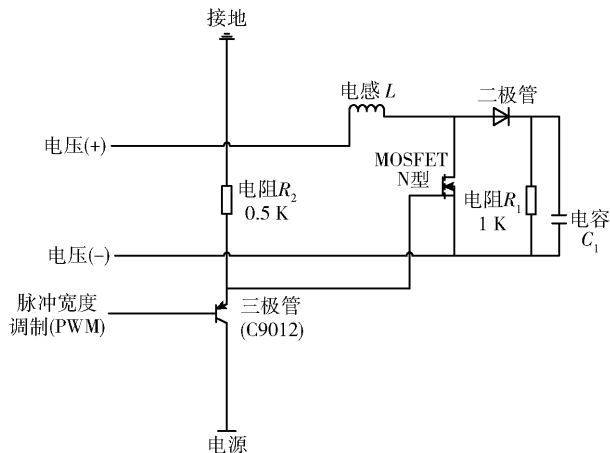 接地
电感 L
二极管
电压(+)
MOSFET
N型
电阻R₂
0.5 K
电阻R₁
1 K
电容
C₁
电压(-)
脉冲宽度
调制(PWM)
三极管
(C9012)
电源